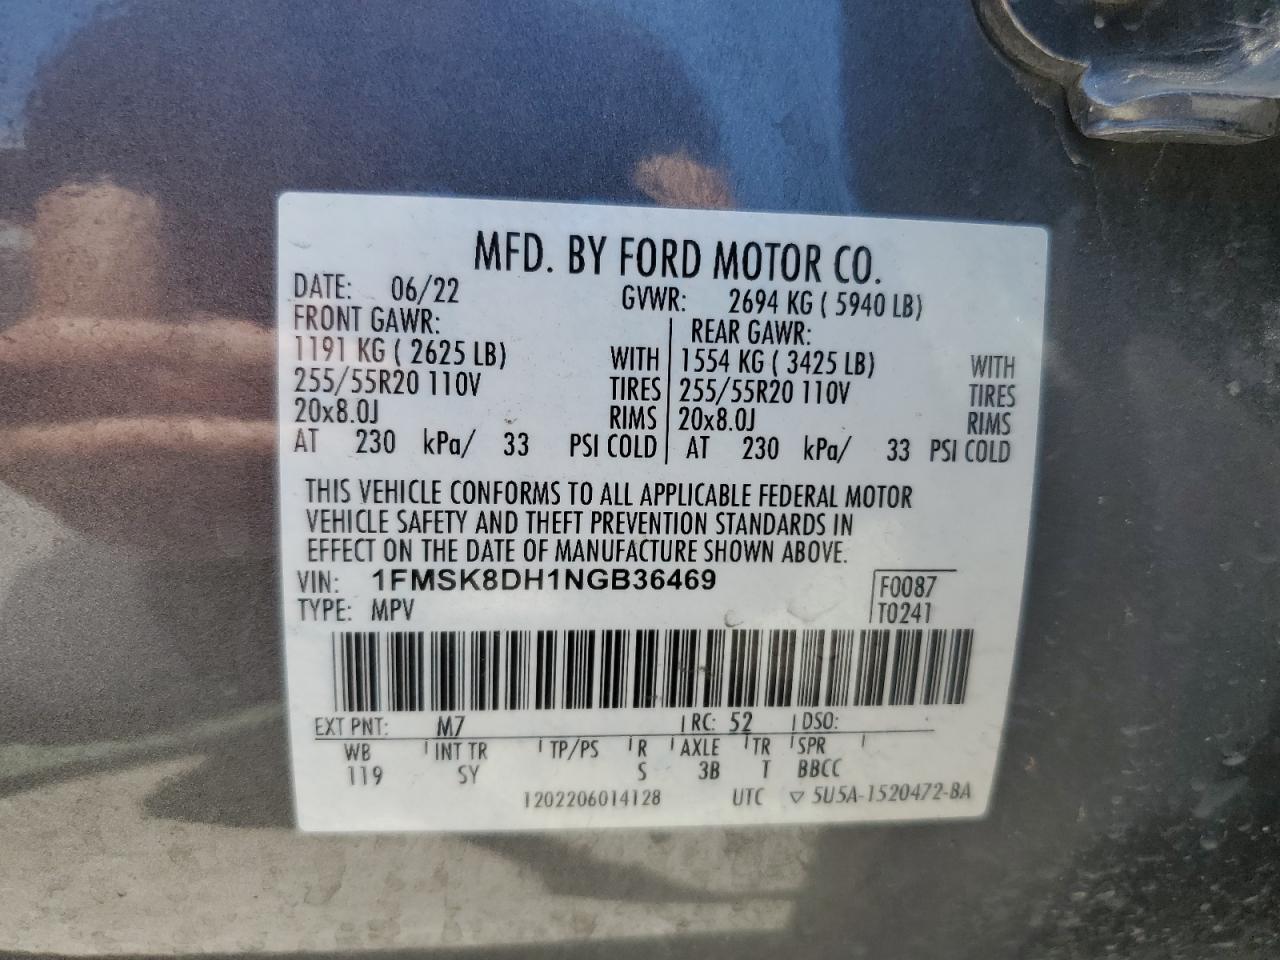 MFD. BY FORD MOTOR CO.
DATE: 06/22 GVWR: 2694 KG ( 5940 LB)
FRONT GAWR: REAR GAWR:
1191 KG ( 2625 LB) WITH 1554 KG ( 3425 LB) WITH
255/55R20 110V TIRES 255/55R20 110V TIRES
20x8.0J RIMS 20x8.0J RIMS
AT 230 kPa/ 33 PSI COLD AT 230 kPa/ 33 PSI COLD
THIS VEHICLE CONFORMS TO ALL APPLICABLE FEDERAL MOTOR
VEHICLE SAFETY AND THEFT PREVENTION STANDARDS IN
EFFECT ON THE DATE OF MANUFACTURE SHOWN ABOVE.
VIN: 1FMSK8DH1NGB36469 F0087
TYPE: MPV T0241
EXT PNT: M7 RC: 52 DSO:
WB INT TR TP/PS R AXLE TR SPR
119 SY S 3B T BBCC
1202206014128 UTC ▽ 5U5A-1520472-BA